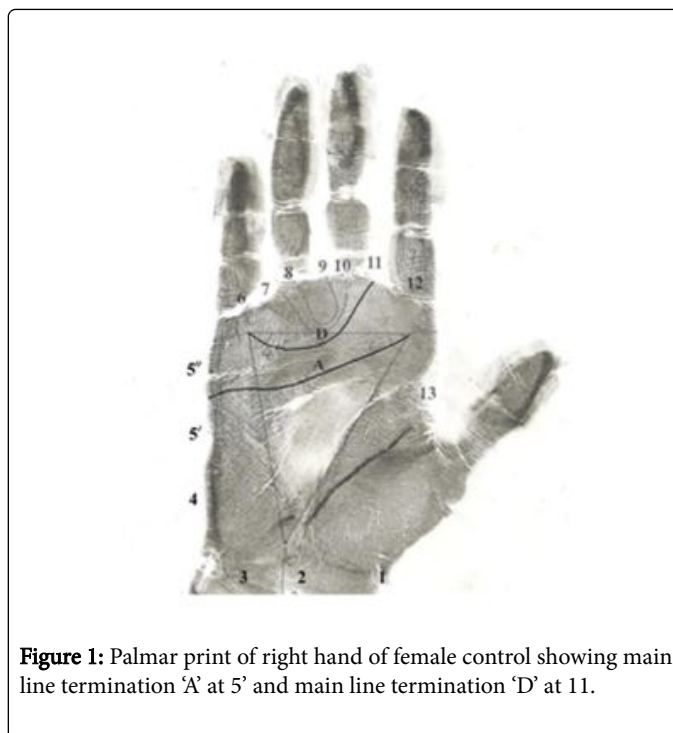 8 9 10 11
7
6 12
D
A
5"
13
5'
4
3 2 1
Figure 1: Palmar print of right hand of female control showing main
line termination ‘A’ at 5’ and main line termination ‘D’ at 11.